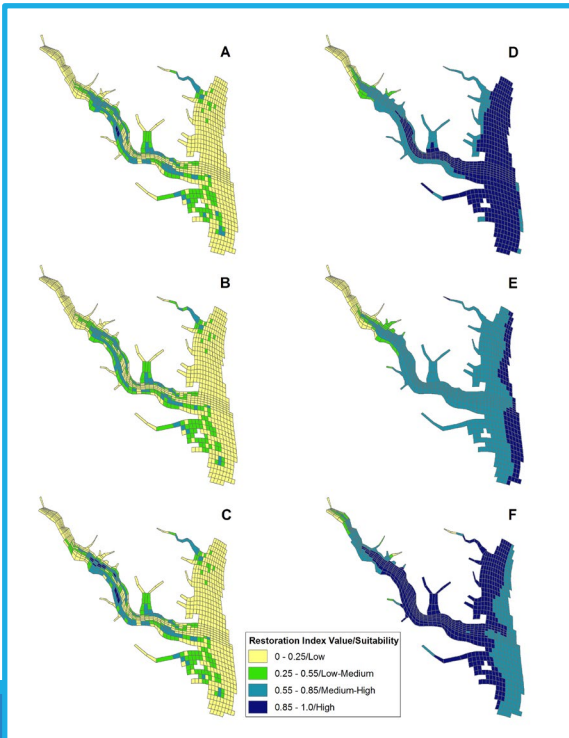 A
D
B
E
C
F
Restoration Index Value/Suitability
0 - 0.25/Low
0.25 - 0.55/Low-Medium
0.55 - 0.85/Medium-High
0.85 - 1.0/High